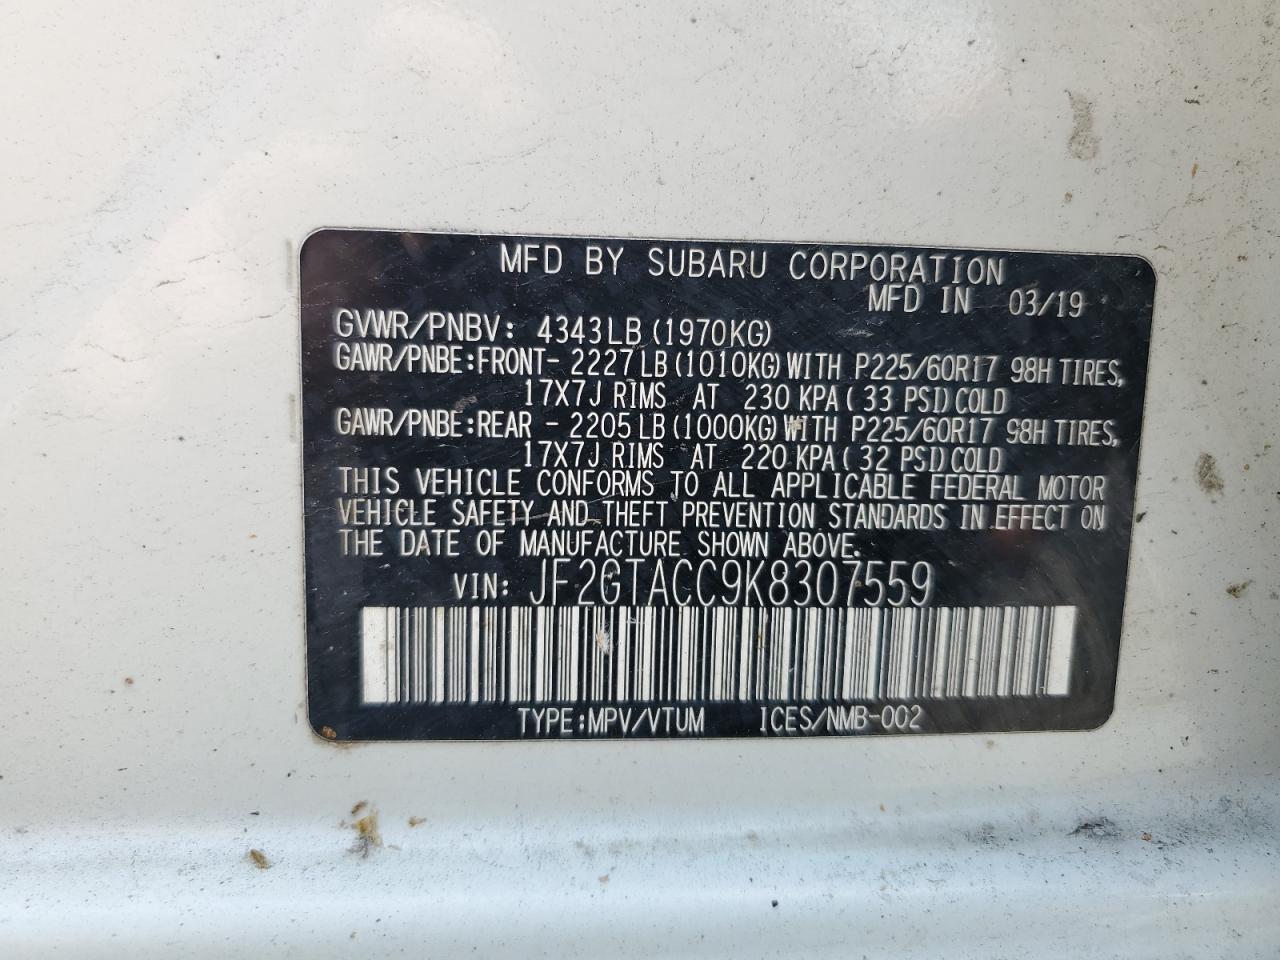 MFD BY SUBARU CORPORATION
MFD IN 03/19
GVWR/PNBV: 4343LB(1970KG)
GAWR/PNBE:FRONT- 2227LB(1010KG)WITH P225/60R17 98H TIRES,
17X7J RIMS AT 230 KPA(33 PSI)COLD
GAWR/PNBE:REAR - 2205LB(1000KG)WITH P225/60R17 98H TIRES,
17X7J RIMS AT 220 KPA(32 PSI)COLD
THIS VEHICLE CONFORMS TO ALL APPLICABLE FEDERAL MOTOR
VEHICLE SAFETY AND THEFT PREVENTION STANDARDS IN EFFECT ON
THE DATE OF MANUFACTURE SHOWN ABOVE.
VIN: JF2GTACC9K8307559
TYPE:MPV/VTUM ICES/NMB-002